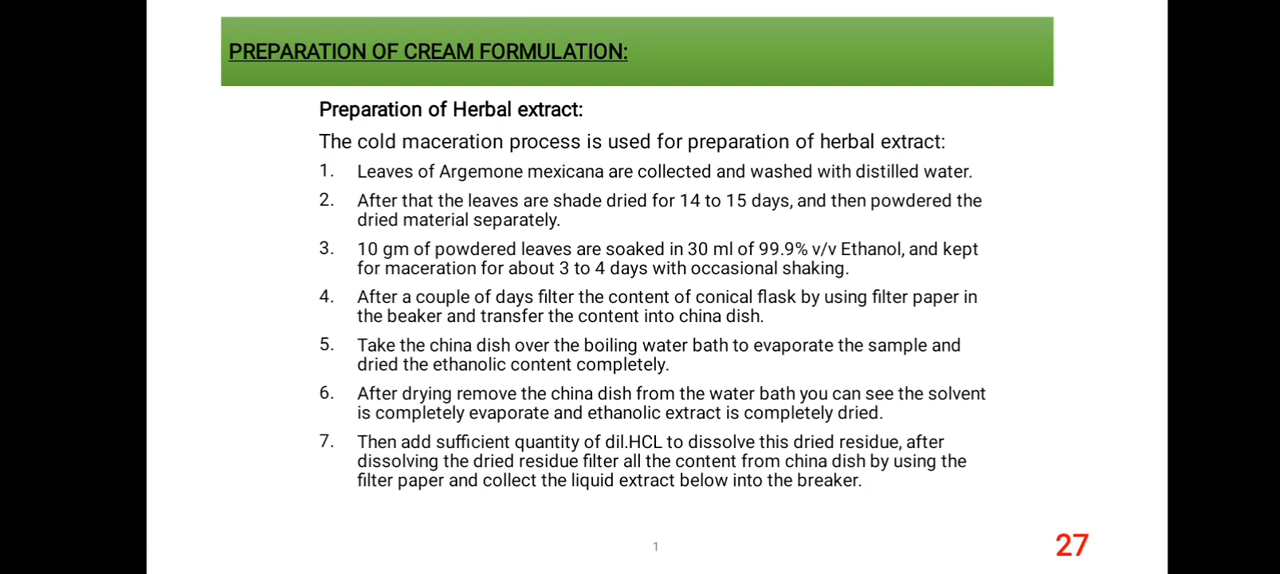 PREPARATION OF CREAM FORMULATION:
Preparation of Herbal extract:
The cold maceration process is used for preparation of herbal extract:
1. Leaves of Argemone mexicana are collected and washed with distilled water.
2. After that the leaves are shade dried for 14 to 15 days, and then powdered the
dried material separately.
3. 10 gm of powdered leaves are soaked in 30 ml of 99.9% v/v Ethanol, and kept
for maceration for about 3 to 4 days with occasional shaking.
4. After a couple of days filter the content of conical flask by using filter paper in
the beaker and transfer the content into china dish.
5. Take the china dish over the boiling water bath to evaporate the sample and
dried the ethanolic content completely.
6. After drying remove the china dish from the water bath you can see the solvent
is completely evaporate and ethanolic extract is completely dried.
7. Then add sufficient quantity of dil.HCL to dissolve this dried residue, after
dissolving the dried residue filter all the content from china dish by using the
filter paper and collect the liquid extract below into the breaker.
1
27